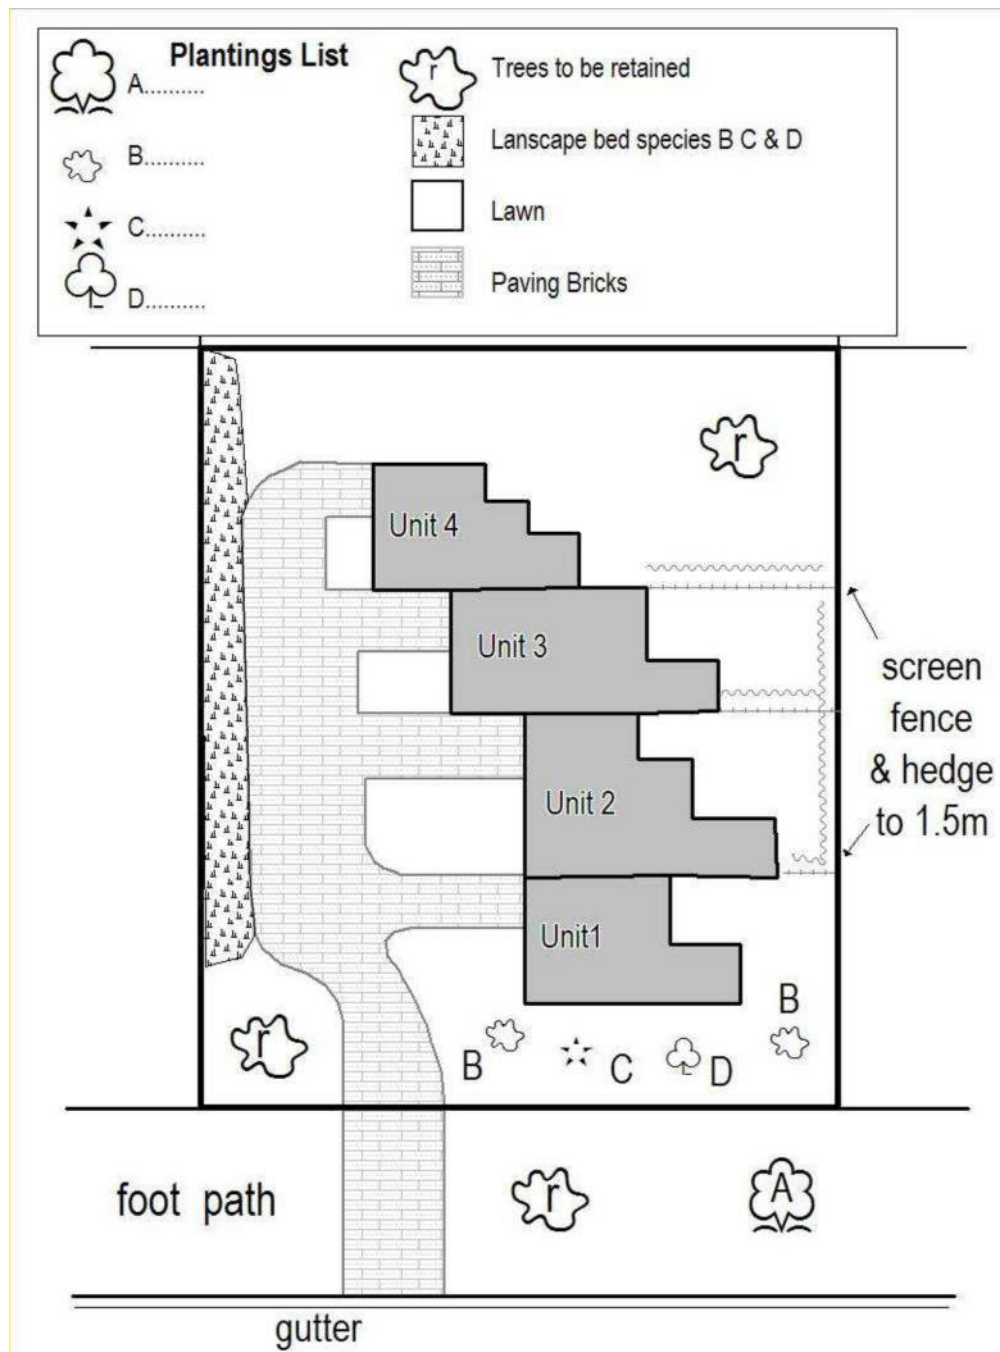 Plantings List
A..........
B..........
C..........
D..........
r
Trees to be retained
Lanscape bed species B C & D
Lawn
Paving Bricks
r
Unit 4
Unit 3
Unit 2
Unit1
screen
fence
& hedge
to 1.5m
r
B
C
D
B
foot path
r
A
gutter